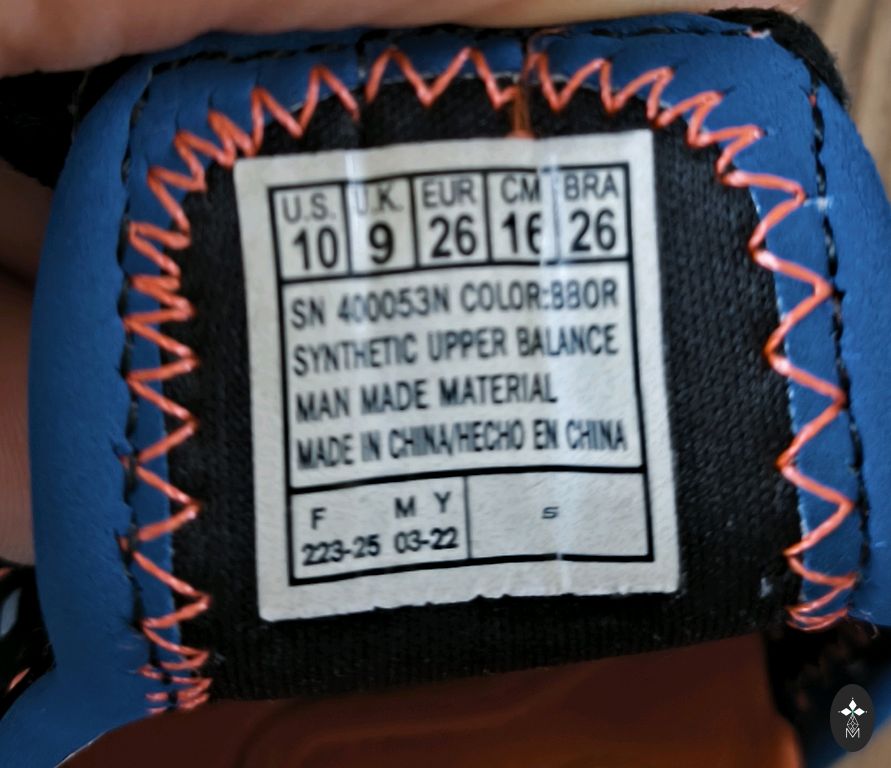 U.S. U.K. EUR CM BRA
10 9 26 16 26
SN 400053N COLOR:BBOR
SYNTHETIC UPPER BALANCE
MAN MADE MATERIAL
MADE IN CHINA/HECHO EN CHINA
F M Y S
223-25 03-22
M